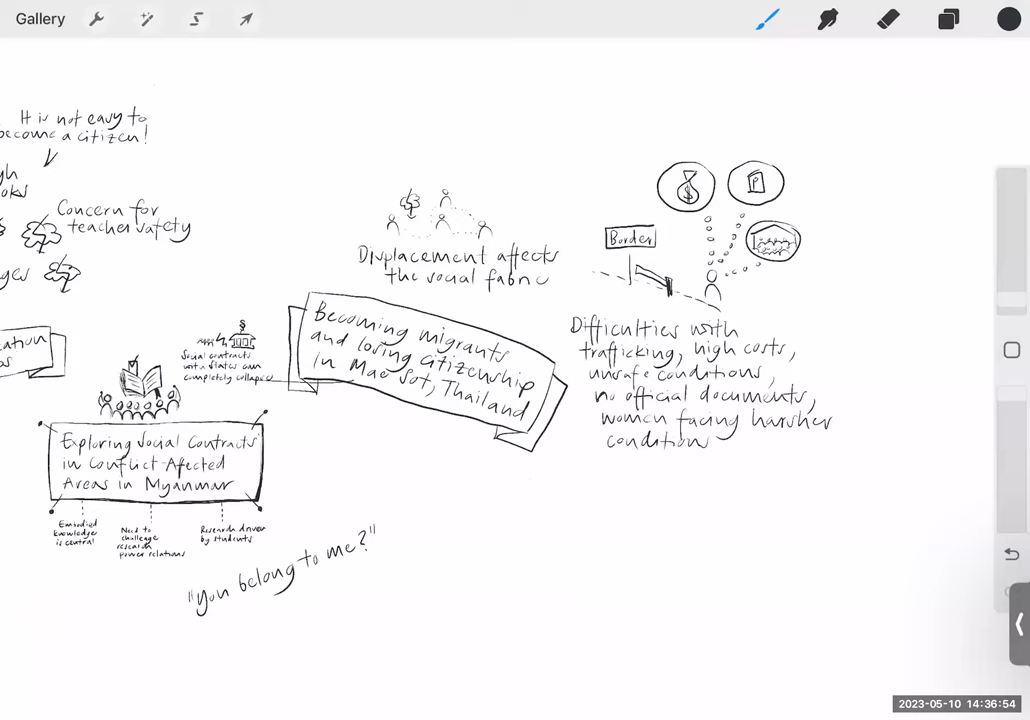 Gallery
It is not easy to
become a citizen!
Concern for
teacher safety
Displacement affects
the social fabric
Border
$
P
Difficulties with
trafficking, high costs,
unsafe conditions,
no official documents,
women facing harsher
condition
Becoming migrants
and losing citizenship
in Mae Sot, Thailand
Social contracts
with states can
completely collapse
Exploring Social Contracts
in Conflict-Affected
Areas in Myanmar
Embodied
knowledge
is central
Need to
challenge
research
power relations
Research driven
by students
"you belong to me?"
2023-05-10 14:36:54